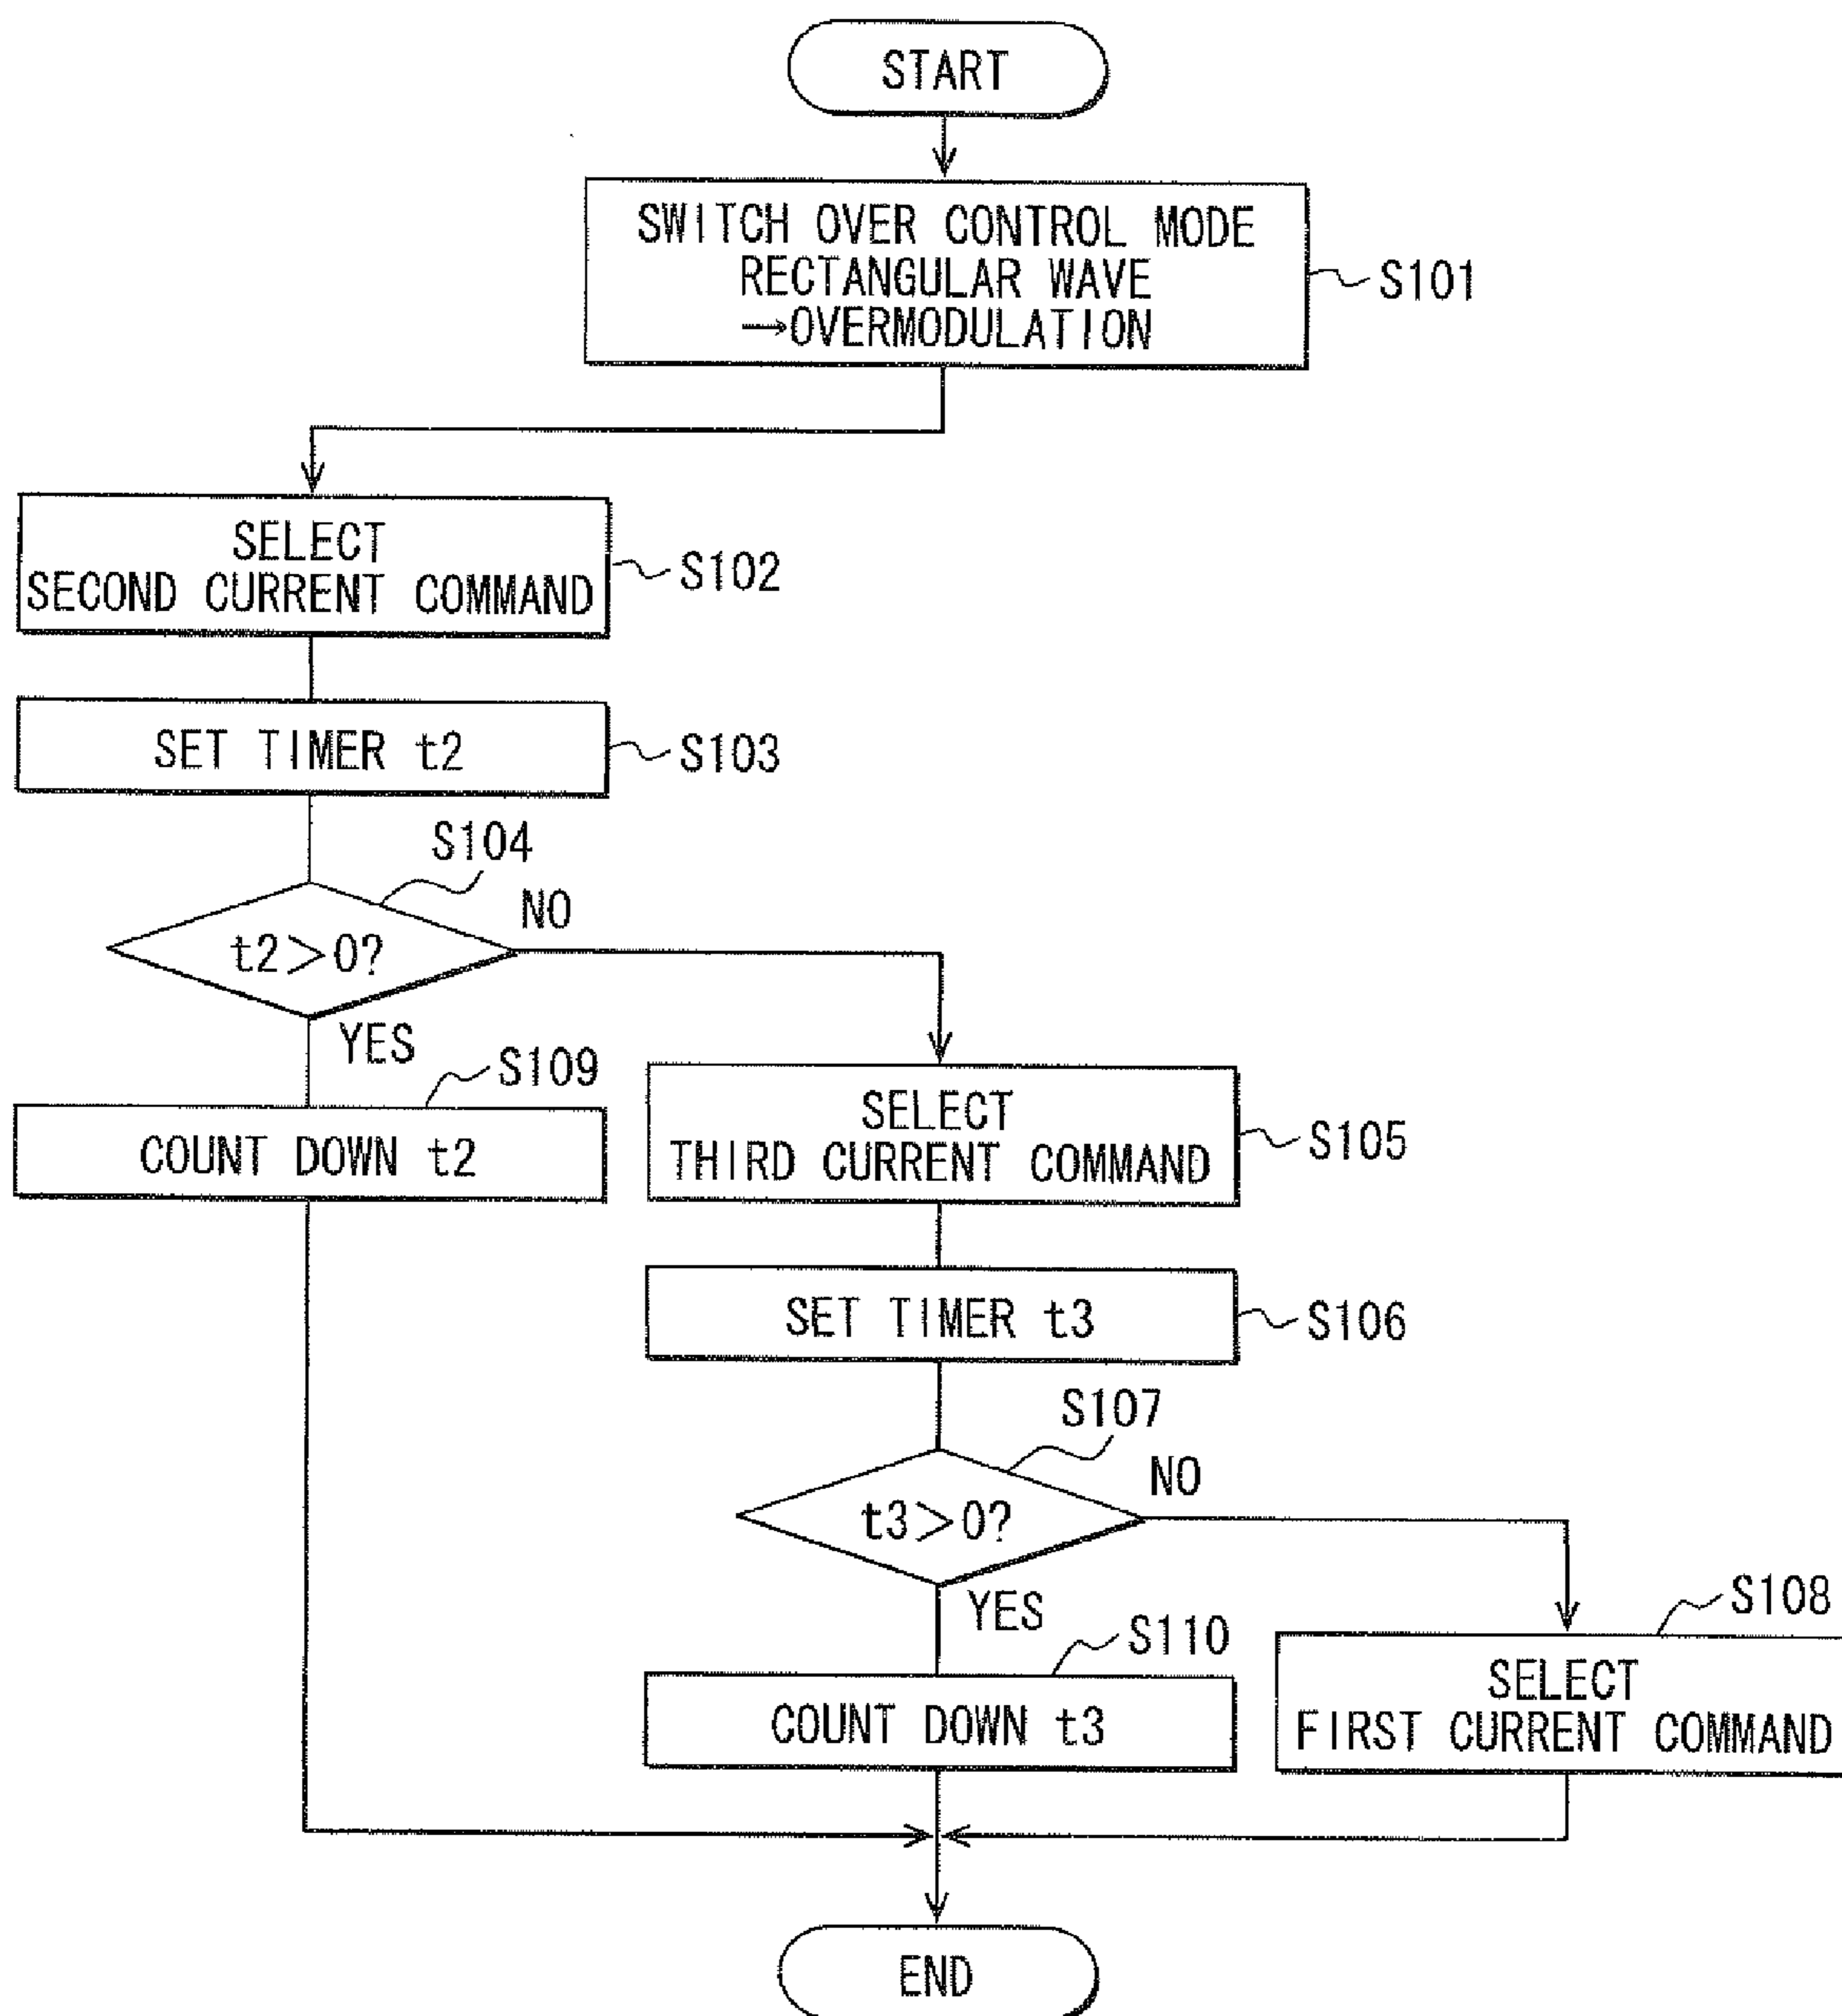 START
SWITCH OVER CONTROL MODE
RECTANGULAR WAVE
→OVERMODULATION
S101
SELECT
SECOND CURRENT COMMAND
S102
SET TIMER t2
S103
S104
t2>0?
NO
YES
S109
COUNT DOWN t2
SELECT
THIRD CURRENT COMMAND
S105
SET TIMER t3
S106
S107
t3>0?
NO
YES
S110
COUNT DOWN t3
S108
SELECT
FIRST CURRENT COMMAND
END